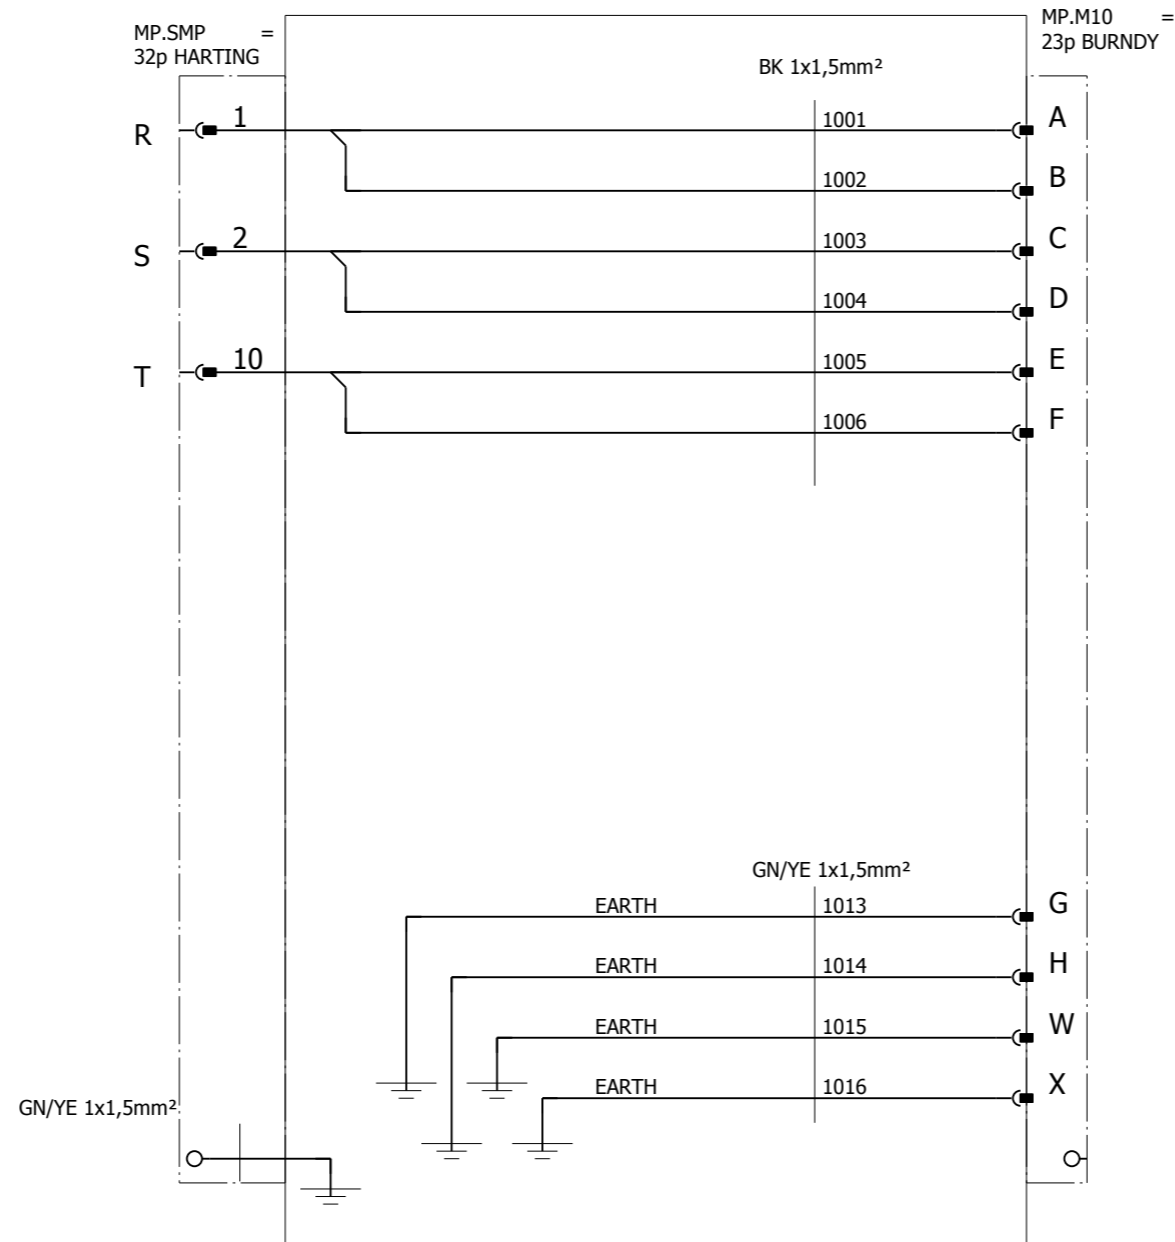 MP.SMP =
32p HARTING
MP.M10 =
23p BURNDY
BK 1x1,5mm²
R 1 1001 A
1002 B
S 2 1003 C
1004 D
T 10 1005 E
1006 F
GN/YE 1x1,5mm²
EARTH 1013 G
EARTH 1014 H
EARTH 1015 W
EARTH 1016 X
GN/YE 1x1,5mm²